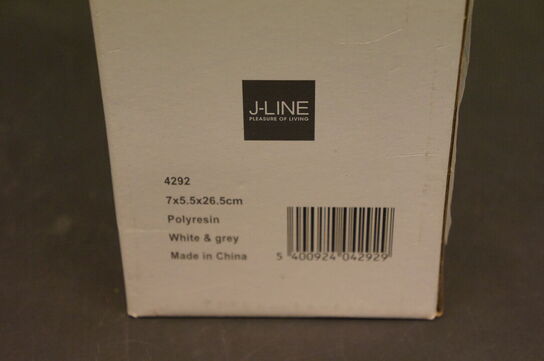 J-LINE
PLEASURE OF LIVING
4292
7x5.5x26.5cm
Polyresin
White & grey
Made in China
5 400924 042929